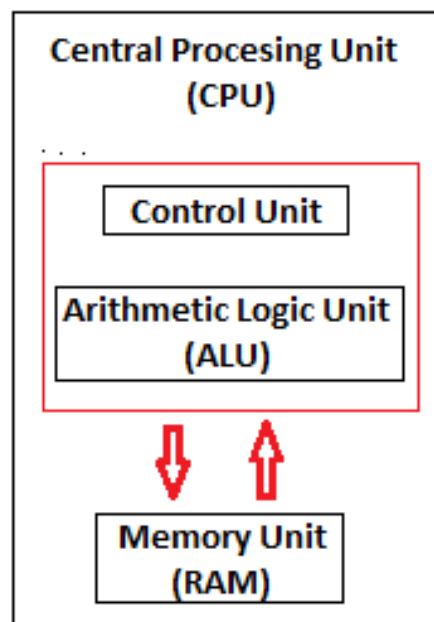 Central Procesing Unit
(CPU)
. . .
Control Unit
Arithmetic Logic Unit
(ALU)
Memory Unit
(RAM)